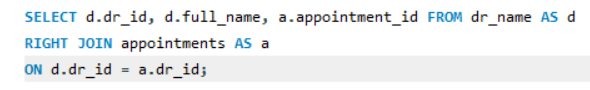 SELECT d.dr_id, d.full_name, a.appointment_id FROM dr_name AS d
RIGHT JOIN appointments AS a
ON d.dr_id = a.dr_id;